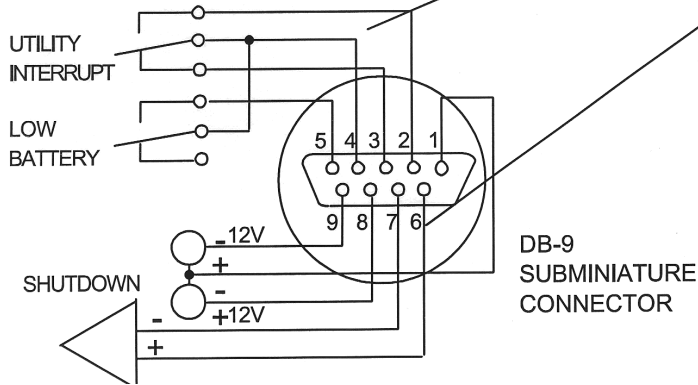 UTILITY
INTERRUPT
LOW
BATTERY
5 4 3 2 1
9 8 7 6
- 12V
+
SHUTDOWN
-
+12V
-
+
DB-9
SUBMINIATURE
CONNECTOR